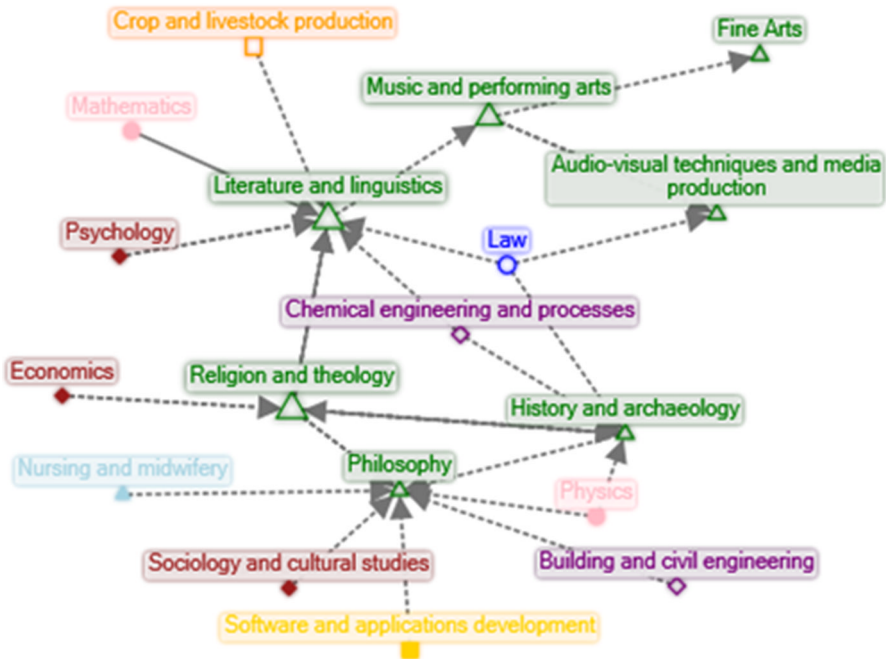 Crop and livestock production
Fine Arts
Music and performing arts
Mathematics
Audio-visual techniques and media
production
Literature and linguistics
Psychology
Law
Chemical engineering and processes
Economics
Religion and theology
History and archaeology
Philosophy
Nursing and midwifery
Physics
Sociology and cultural studies
Building and civil engineering
Software and applications development